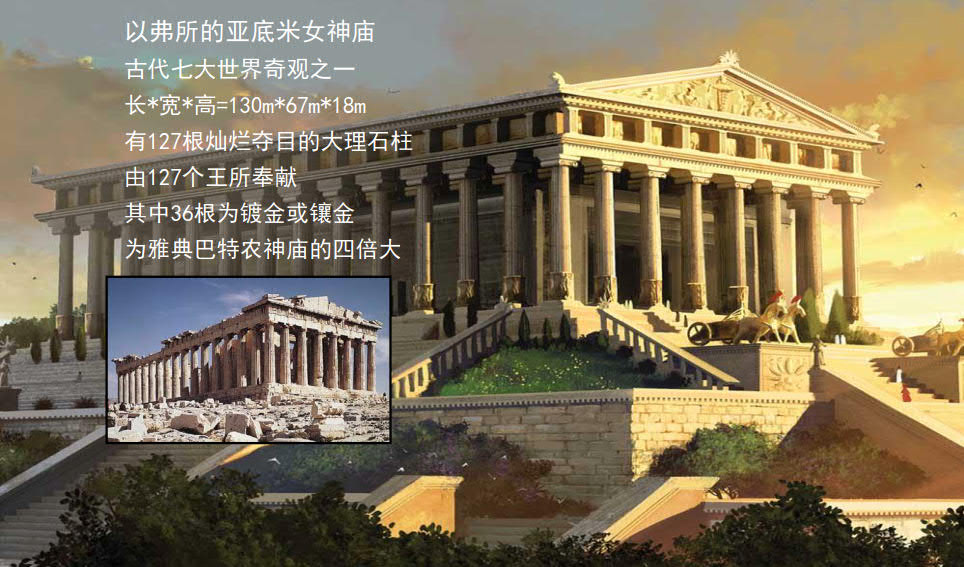 以弗所的亚底米女神庙
古代七大世界奇观之一
长*宽*高=130m*67m*18m
有127根灿烂夺目的大理石柱
由127个王所奉献
其中36根为镀金或镶金
为雅典巴特农神庙的四倍大